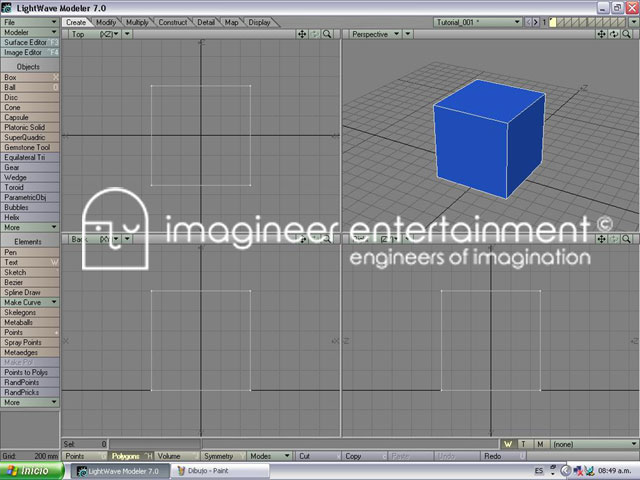 LightWave Modeler 7.0
File
Create Modify Multiply Construct Detail Map Display
Tutorial_001 * 1
Modeler
Surface Editor
Image Editor
Top (XZ)
Perspective
Objects
Box X
Ball O
Disc
Cone
Capsule
Platonic Solid
SuperQuadric
Gemstone Tool
Equilateral Tri
Gear
Wedge
Toroid
ParametricObj
Bubbles
Helix
More
imagineer entertainment©
engineers of imagination
Back (XY)
Elements
Pen
Text W
Sketch
Bezier
Spline Draw
Make Curve
Skelegons
Metaballs
Points +
Spray Points
Metaedges
Make Pol
Points to Polys
RandPoints
RandPricks
More
Sel: 0
W T M (none)
Grid: 200 mm
Points Polygons ^H Volume Symmetry Modes Cut Copy Paste Undo Redo
Inicio LightWave Modeler 7.0 Dibujo - Paint ES 08:49 a.m.